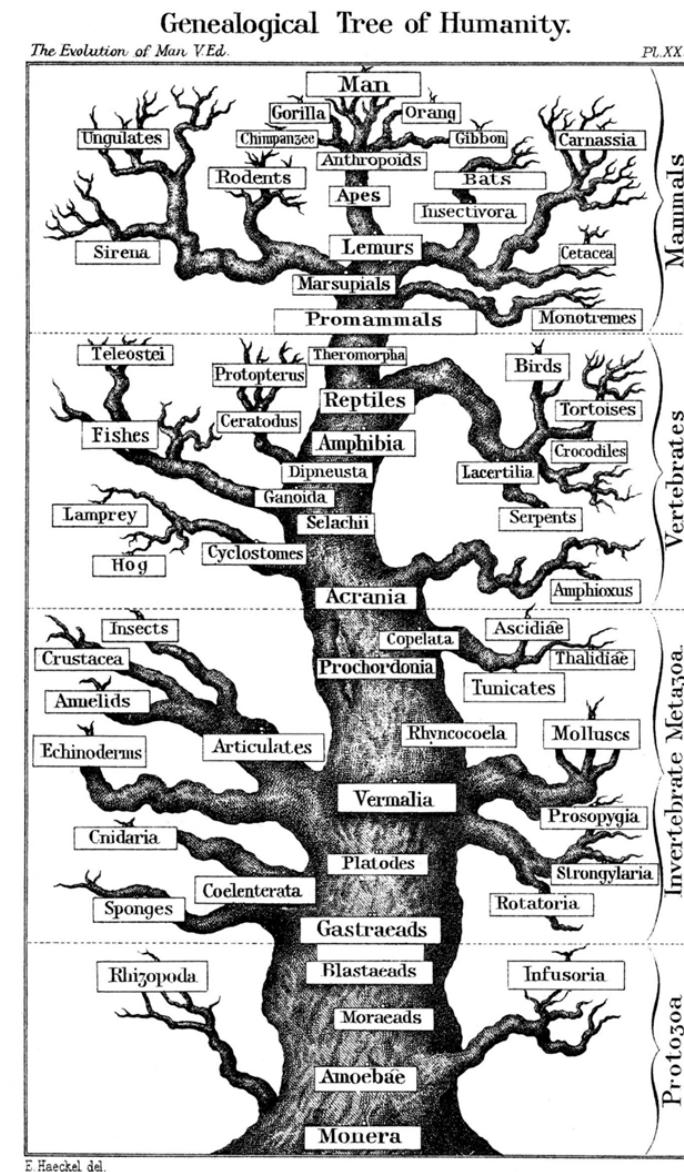 Genealogical Tree of Humanity.
The Evolution of Man V.Ed.
PL.XX
Man
Gorilla
Orang
Ungulates
Chimpanzee
Gibbon
Carnassia
Anthropoids
Rodents
Bats
Apes
Insectivora
Sirena
Lemurs
Cetacea
Marsupials
Promammals
Monotremes
Mammals
Teleostei
Theromorpha
Birds
Protopterus
Reptiles
Tortoises
Ceratodus
Fishes
Amphibia
Crocodiles
Dipneusta
Lacertilia
Ganoida
Lamprey
Selachii
Serpents
Hog
Cyclostomes
Acrania
Amphioxus
Vertebrates
Insects
Copelata
Ascidiae
Crustacea
Prochordonia
Thalidiae
Annelids
Tunicates
Echinoderms
Articulates
Rhyncocoela
Molluscs
Vermalia
Prosopygia
Cnidaria
Platodes
Strongylaria
Coelenterata
Sponges
Rotatoria
Gastraeads
Invertebrate Metazoa.
Rhizopoda
Blastaeads
Infusoria
Moraeads
Amoebae
Monera
Protozoa
E. Haeckel del.